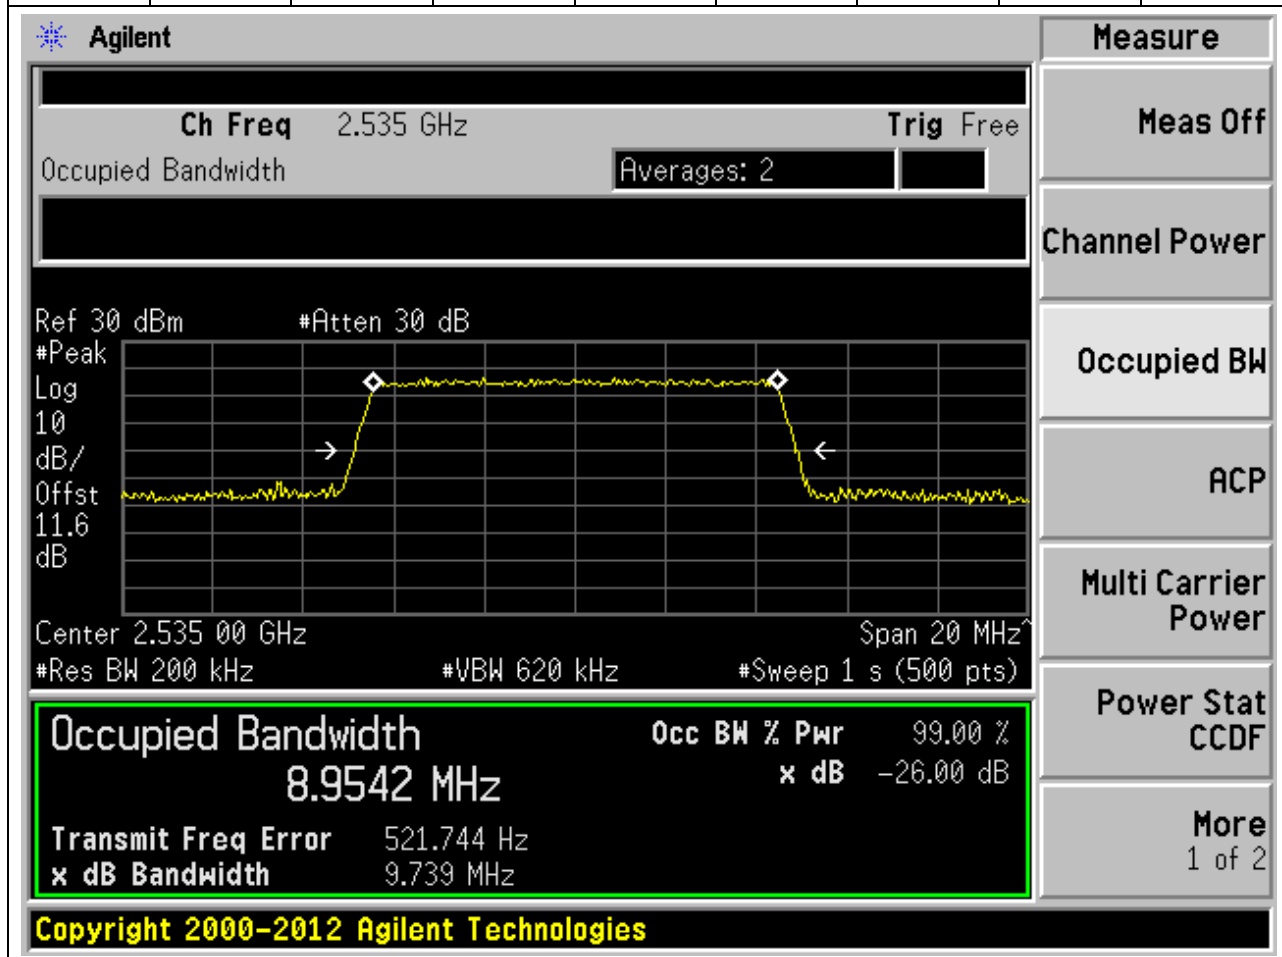 Agilent
Measure
Ch Freq 2.535 GHz Trig Free
Occupied Bandwidth Averages: 2
Ref 30 dBm #Atten 30 dB
#Peak
Log
10
dB/
Offst
11.6
dB
Center 2.535 00 GHz Span 20 MHz^
#Res BW 200 kHz #VBW 620 kHz #Sweep 1 s (500 pts)
Occupied Bandwidth Occ BW % Pwr 99.00 %
8.9542 MHz x dB -26.00 dB
Transmit Freq Error 521.744 Hz
x dB Bandwidth 9.739 MHz
Copyright 2000-2012 Agilent Technologies
Meas Off
Channel Power
Occupied BW
ACP
Multi Carrier
Power
Power Stat
CCDF
More
1 of 2